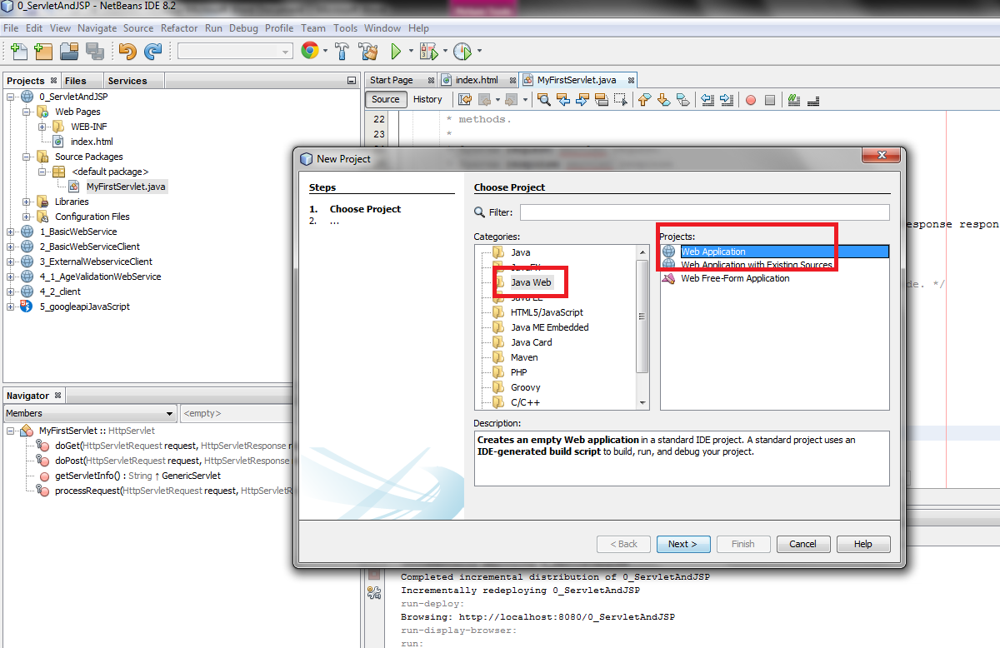 0_ServletAndJSP - NetBeans IDE 8.2
File Edit View Navigate Source Refactor Run Debug Profile Team Tools Window Help
Projects Files Services
0_ServletAndJSP
Web Pages
WEB-INF
index.html
Source Packages
<default package>
MyFirstServlet.java
Libraries
Configuration Files
1_BasicWebService
2_BasicWebServiceClient
3_ExternalwebserviceClient
4_1_AgeValidationWebService
4_2_client
5_googleapiJavaScript
Navigator
Members <empty>
MyFirstServlet :: HttpServlet
doGet(HttpServletRequest request, HttpServletResponse r
doPost(HttpServletRequest request, HttpServletResponse
getServletInfo() : String ↑ GenericServlet
processRequest(HttpServletRequest request, HttpServletR
Start Page index.html MyFirstServlet.java
Source History
22 * methods.
23 *
esponse respon
de. */
New Project
Steps
1. Choose Project
2. ...
Choose Project
Filter:
Categories:
Java
JavaFX
Java Web
Java EE
HTML5/JavaScript
Java ME Embedded
Java Card
Maven
PHP
Groovy
C/C++
Projects:
Web Application
Web Application with Existing Sources
Web Free-Form Application
Description:
Creates an empty Web application in a standard IDE project. A standard project uses an
IDE-generated build script to build, run, and debug your project.
< Back Next > Finish Cancel Help
Completed incremental distribution of 0_ServletAndJSP
Incrementally redeploying 0_ServletAndJSP
run-deploy:
Browsing: http://localhost:8080/0_ServletAndJSP
run-display-browser:
run: